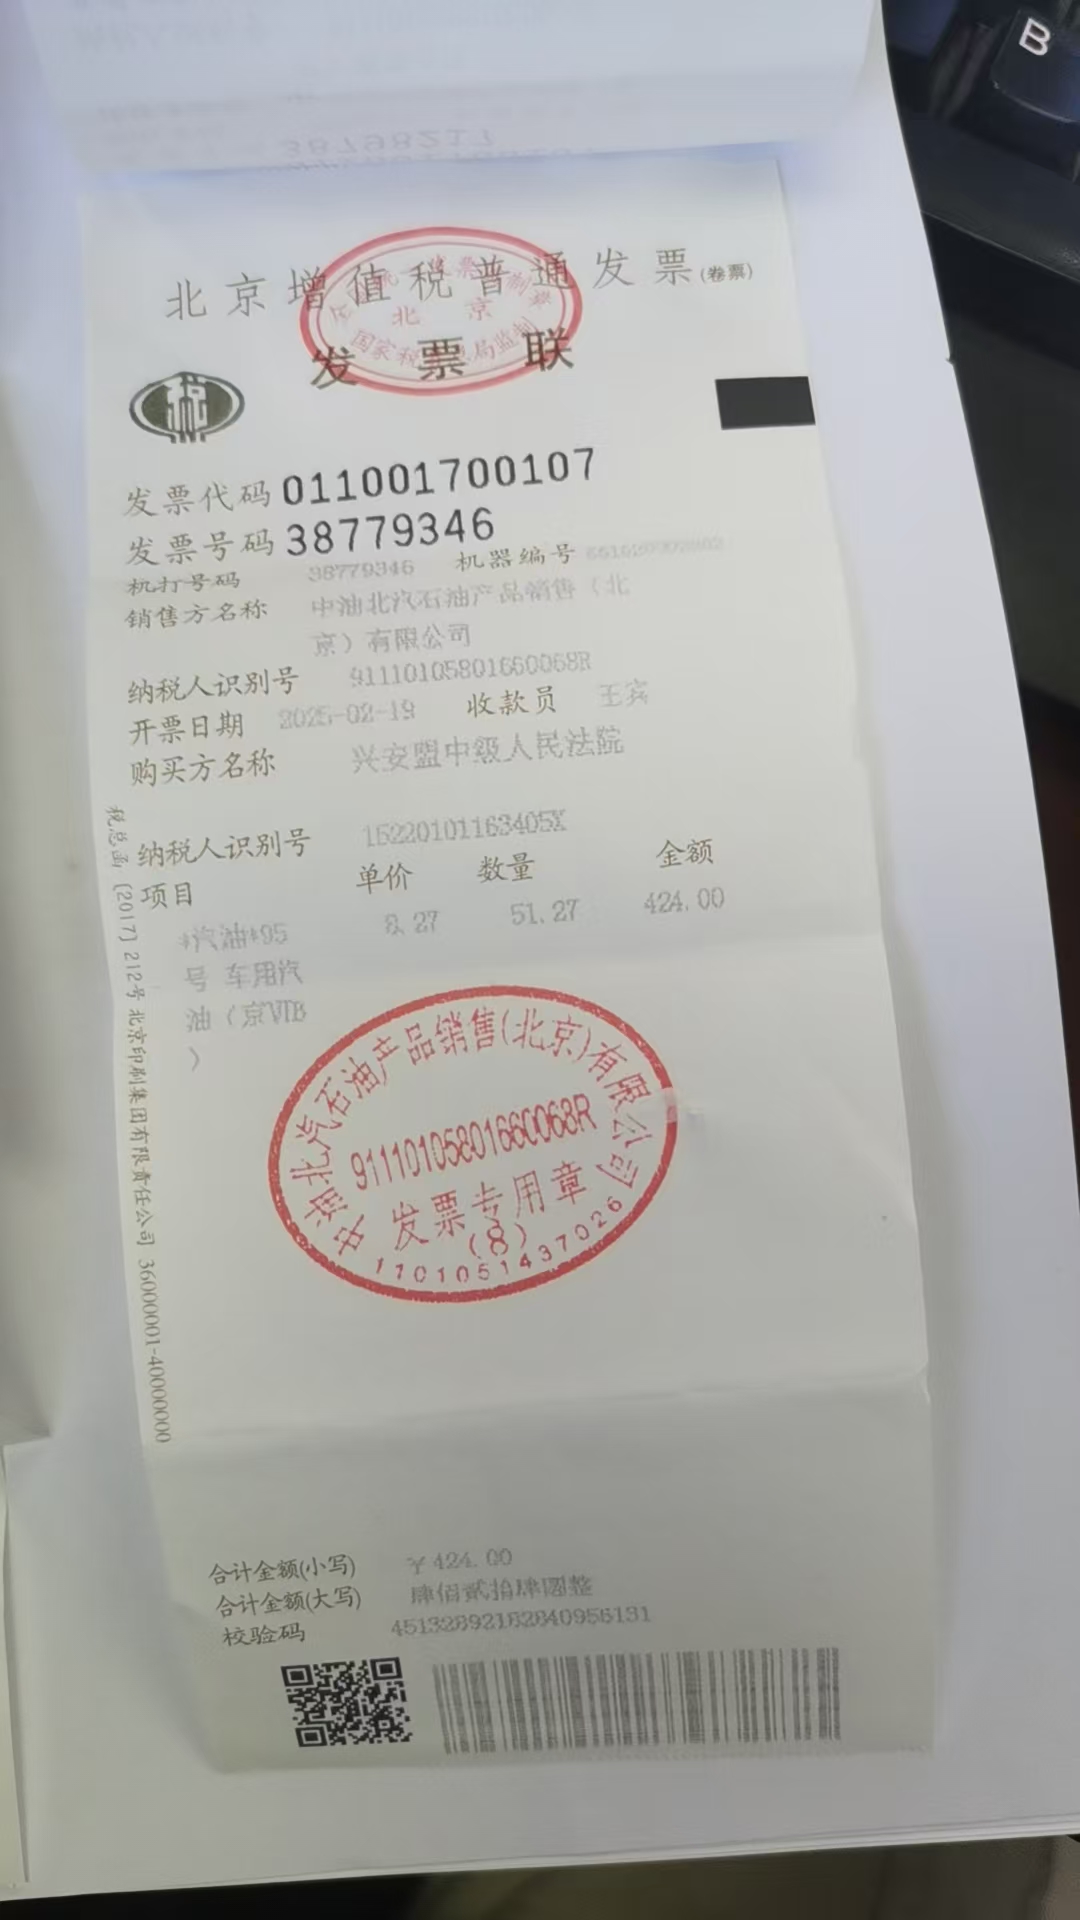 B
北京增值税普通发票(卷票)
北京
发票联
税
发票代码 011001700107
发票号码 38779346
机打号码 38779346 机器编号
销售方名称 中油北汽石油产品销售（北
京）有限公司
纳税人识别号 91110105801660068R
开票日期 2025-02-19 收款员 王宾
购买方名称 兴安盟中级人民法院
纳税人识别号 15220101163405X
项目 单价 数量 金额
*汽油*95 8.27 51.27 424.00
号 车用汽
油（京VIB
）
税总函〔2017〕212号 北京印刷集团有限责任公司 36000001-40000000
中油北汽石油产品销售(北京)有限公司
91110105801660068R
发票专用章
(8)
1101051437026
合计金额(小写) ￥424.00
合计金额(大写) 肆佰贰拾肆圆整
校验码 45132892182840956131